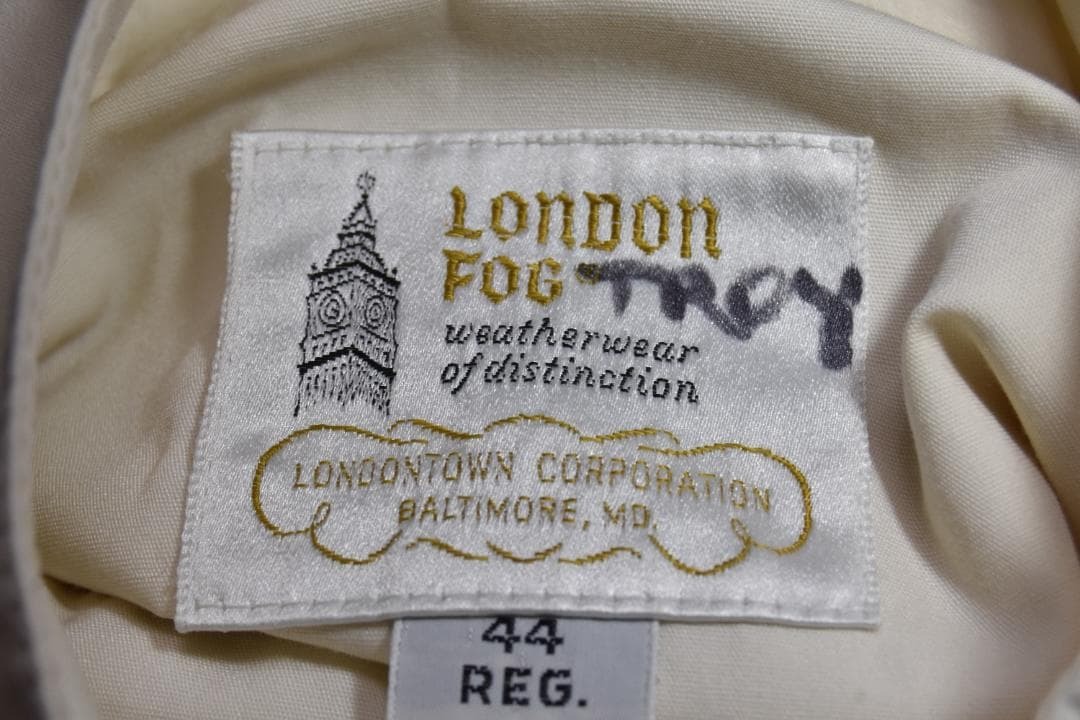 LONDON
FOG TROY
weatherwear
of distinction
LONDONTOWN CORPORATION
BALTIMORE, MD.
44
REG.